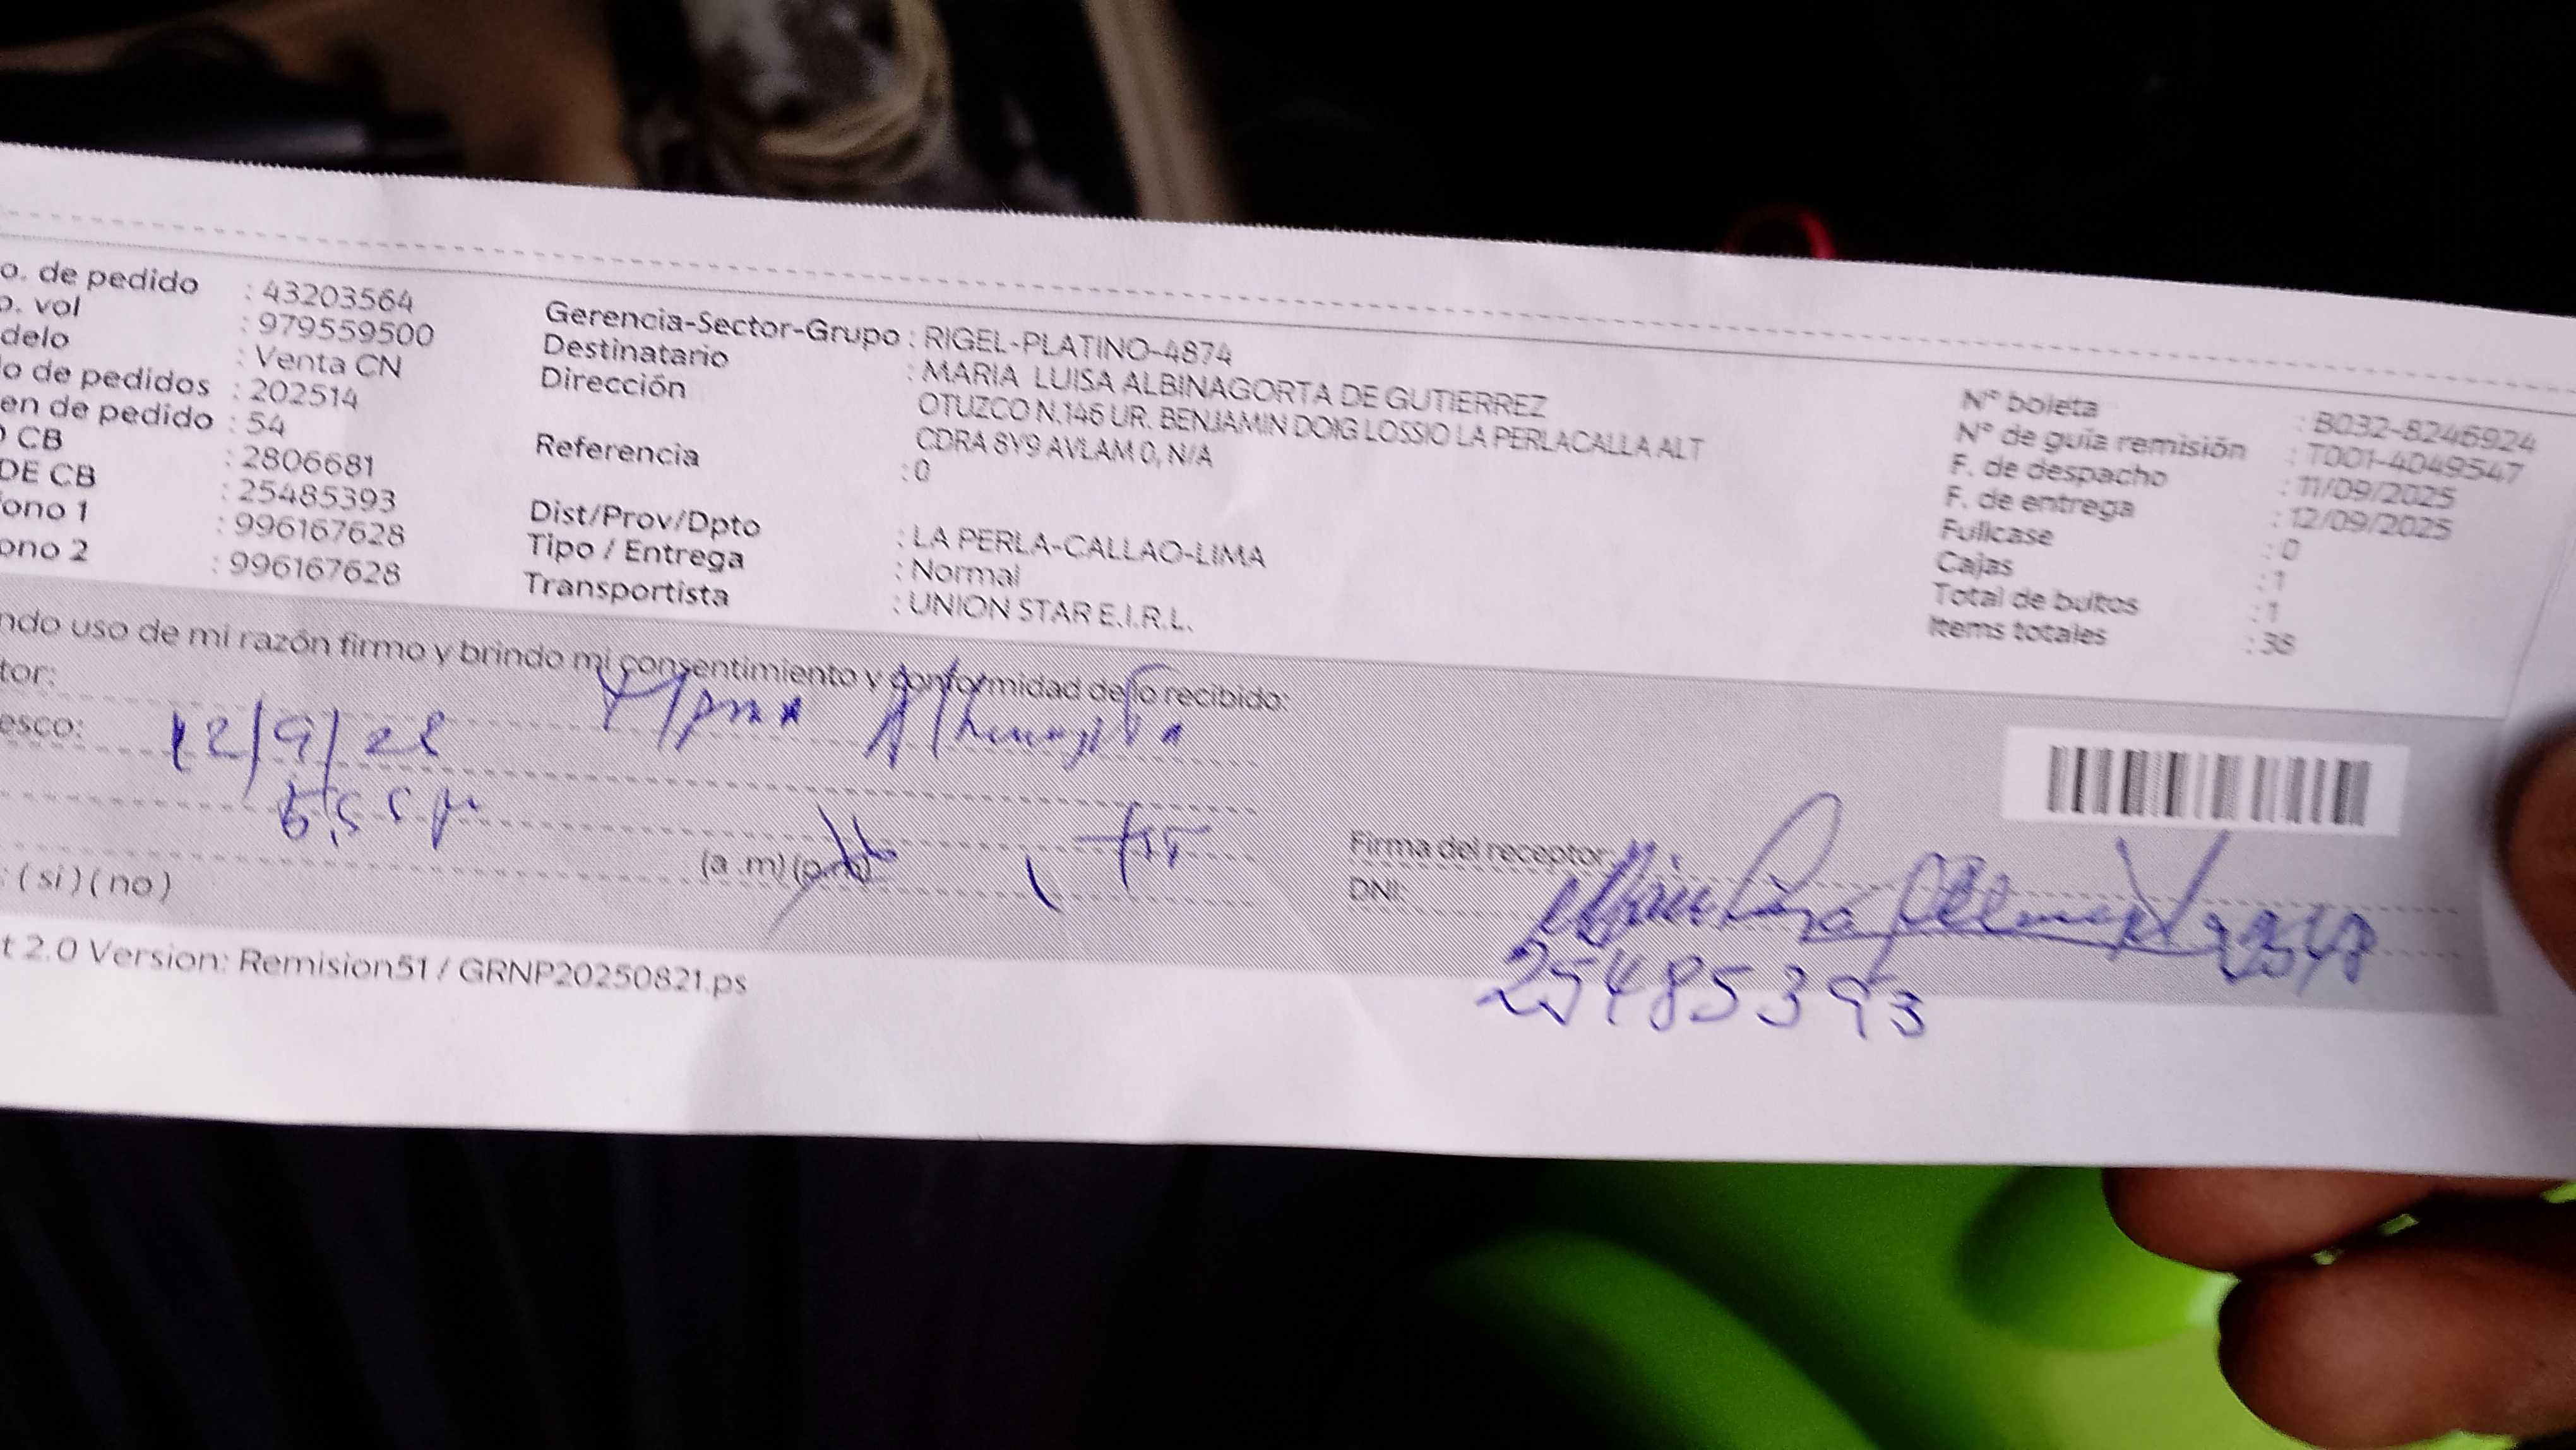 o. de pedido : 43203564
o. vol : 979559500
delo : Venta CN
o de pedidos : 202514
en de pedido : 54
CB : 2806681
DE CB : 25485393
fono 1 : 996167628
ono 2 : 996167628
Gerencia-Sector-Grupo : RIGEL-PLATINO-4874
Destinatario : MARIA LUISA ALBINAGORTA DE GUTIERREZ
Dirección OTUZCO N.146 UR. BENJAMIN DOIG LOSSIO LA PERLACALLA ALT
CDRA 8Y9 AVLAM 0, N/A
Referencia : 0
Dist/Prov/Dpto : LA PERLA-CALLAO-LIMA
Tipo / Entrega : Normal
Transportista : UNION STAR E.I.R.L.
N° boleta : B032-8246924
N° de guía remisión : T001-4049547
F. de despacho : 11/09/2025
F. de entrega : 12/09/2025
Fullcase : 0
Cajas : 1
Total de bultos : 1
Items totales : 38
ndo uso de mi razón firmo y brindo mi consentimiento y conformidad de lo recibido:
tor:
esco: 12/9/25
(a.m) (p.m)
: ( si ) ( no )
Firma del receptor:
DNI:
25485393
t 2.0 Version: Remision51 / GRNP20250821.ps